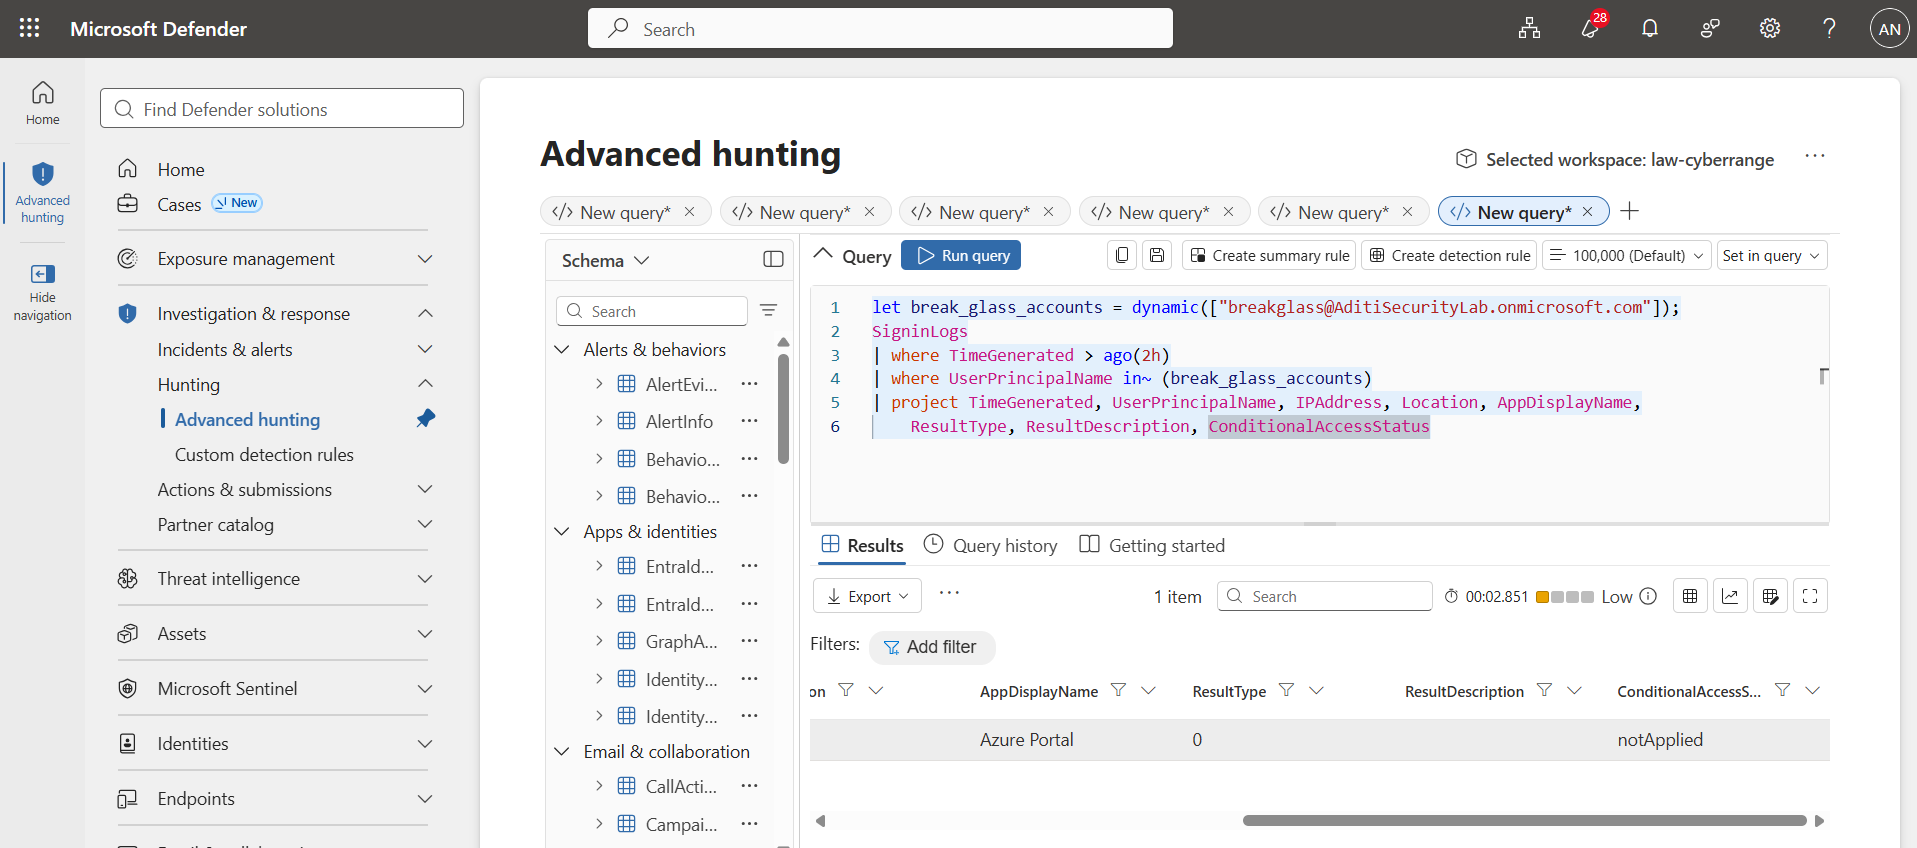 Microsoft Defender
Search
28
AN
Home
Advanced hunting
Hide navigation
Find Defender solutions
Home
Cases New
Exposure management
Investigation & response
Incidents & alerts
Hunting
Advanced hunting
Custom detection rules
Actions & submissions
Partner catalog
Threat intelligence
Assets
Microsoft Sentinel
Identities
Endpoints
Advanced hunting
Selected workspace: law-cyberrange
New query* New query* New query* New query* New query* New query*
Schema
Search
Alerts & behaviors
AlertEvi...
AlertInfo
Behavio...
Behavio...
Apps & identities
EntraId...
EntraId...
GraphA...
Identity...
Identity...
Email & collaboration
CallActi...
Campai...
Query Run query Create summary rule Create detection rule 100,000 (Default) Set in query
1 let break_glass_accounts = dynamic(["breakglass@AditiSecurityLab.onmicrosoft.com"]);
2 SigninLogs
3 | where TimeGenerated > ago(2h)
4 | where UserPrincipalName in~ (break_glass_accounts)
5 | project TimeGenerated, UserPrincipalName, IPAddress, Location, AppDisplayName,
6 ResultType, ResultDescription, ConditionalAccessStatus
Results Query history Getting started
Export 1 item Search 00:02.851 Low
Filters: Add filter
on AppDisplayName ResultType ResultDescription ConditionalAccessS...
Azure Portal 0 notApplied